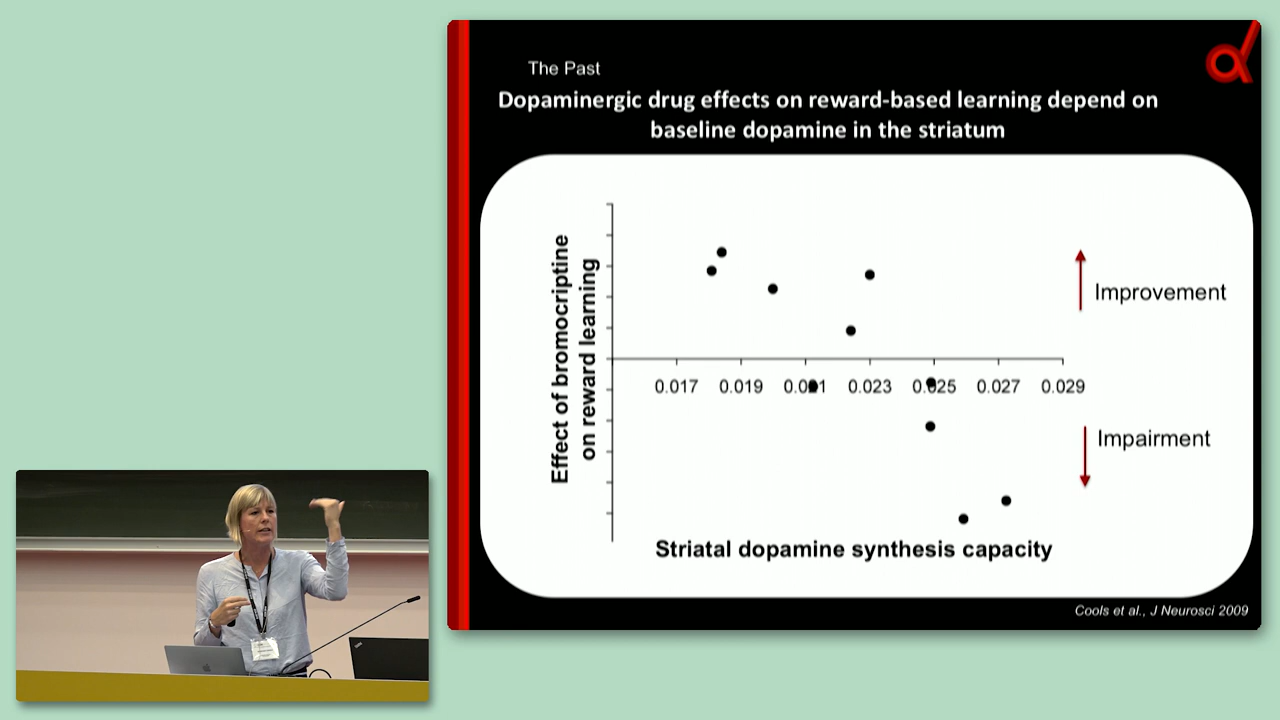 The Past
Dopaminergic drug effects on reward-based learning depend on
baseline dopamine in the striatum
Effect of bromocriptine
on reward learning
Improvement
0.017 0.019 0.021 0.023 0.025 0.027 0.029
Impairment
Striatal dopamine synthesis capacity
Cools et al., J Neurosci 2009